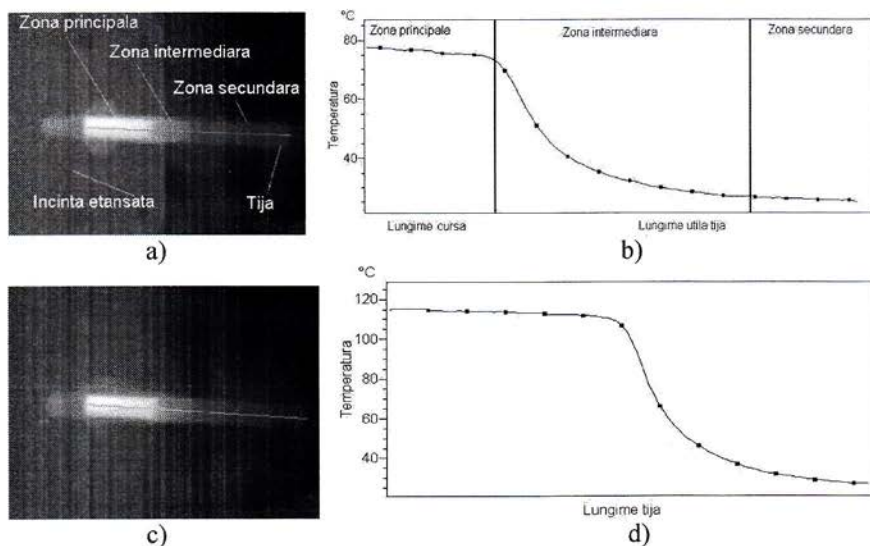 Zona principala
Zona intermediara
Zona secundara
Incinta etansata
Tija
a)
°C
Zona principala
Zona intermediara
Zona secundara
80
60
40
Temperatura
Lungime cursa
Lungime utila tija
b)
c)
°C
120
100
80
60
40
Temperatura
Lungime tija
d)